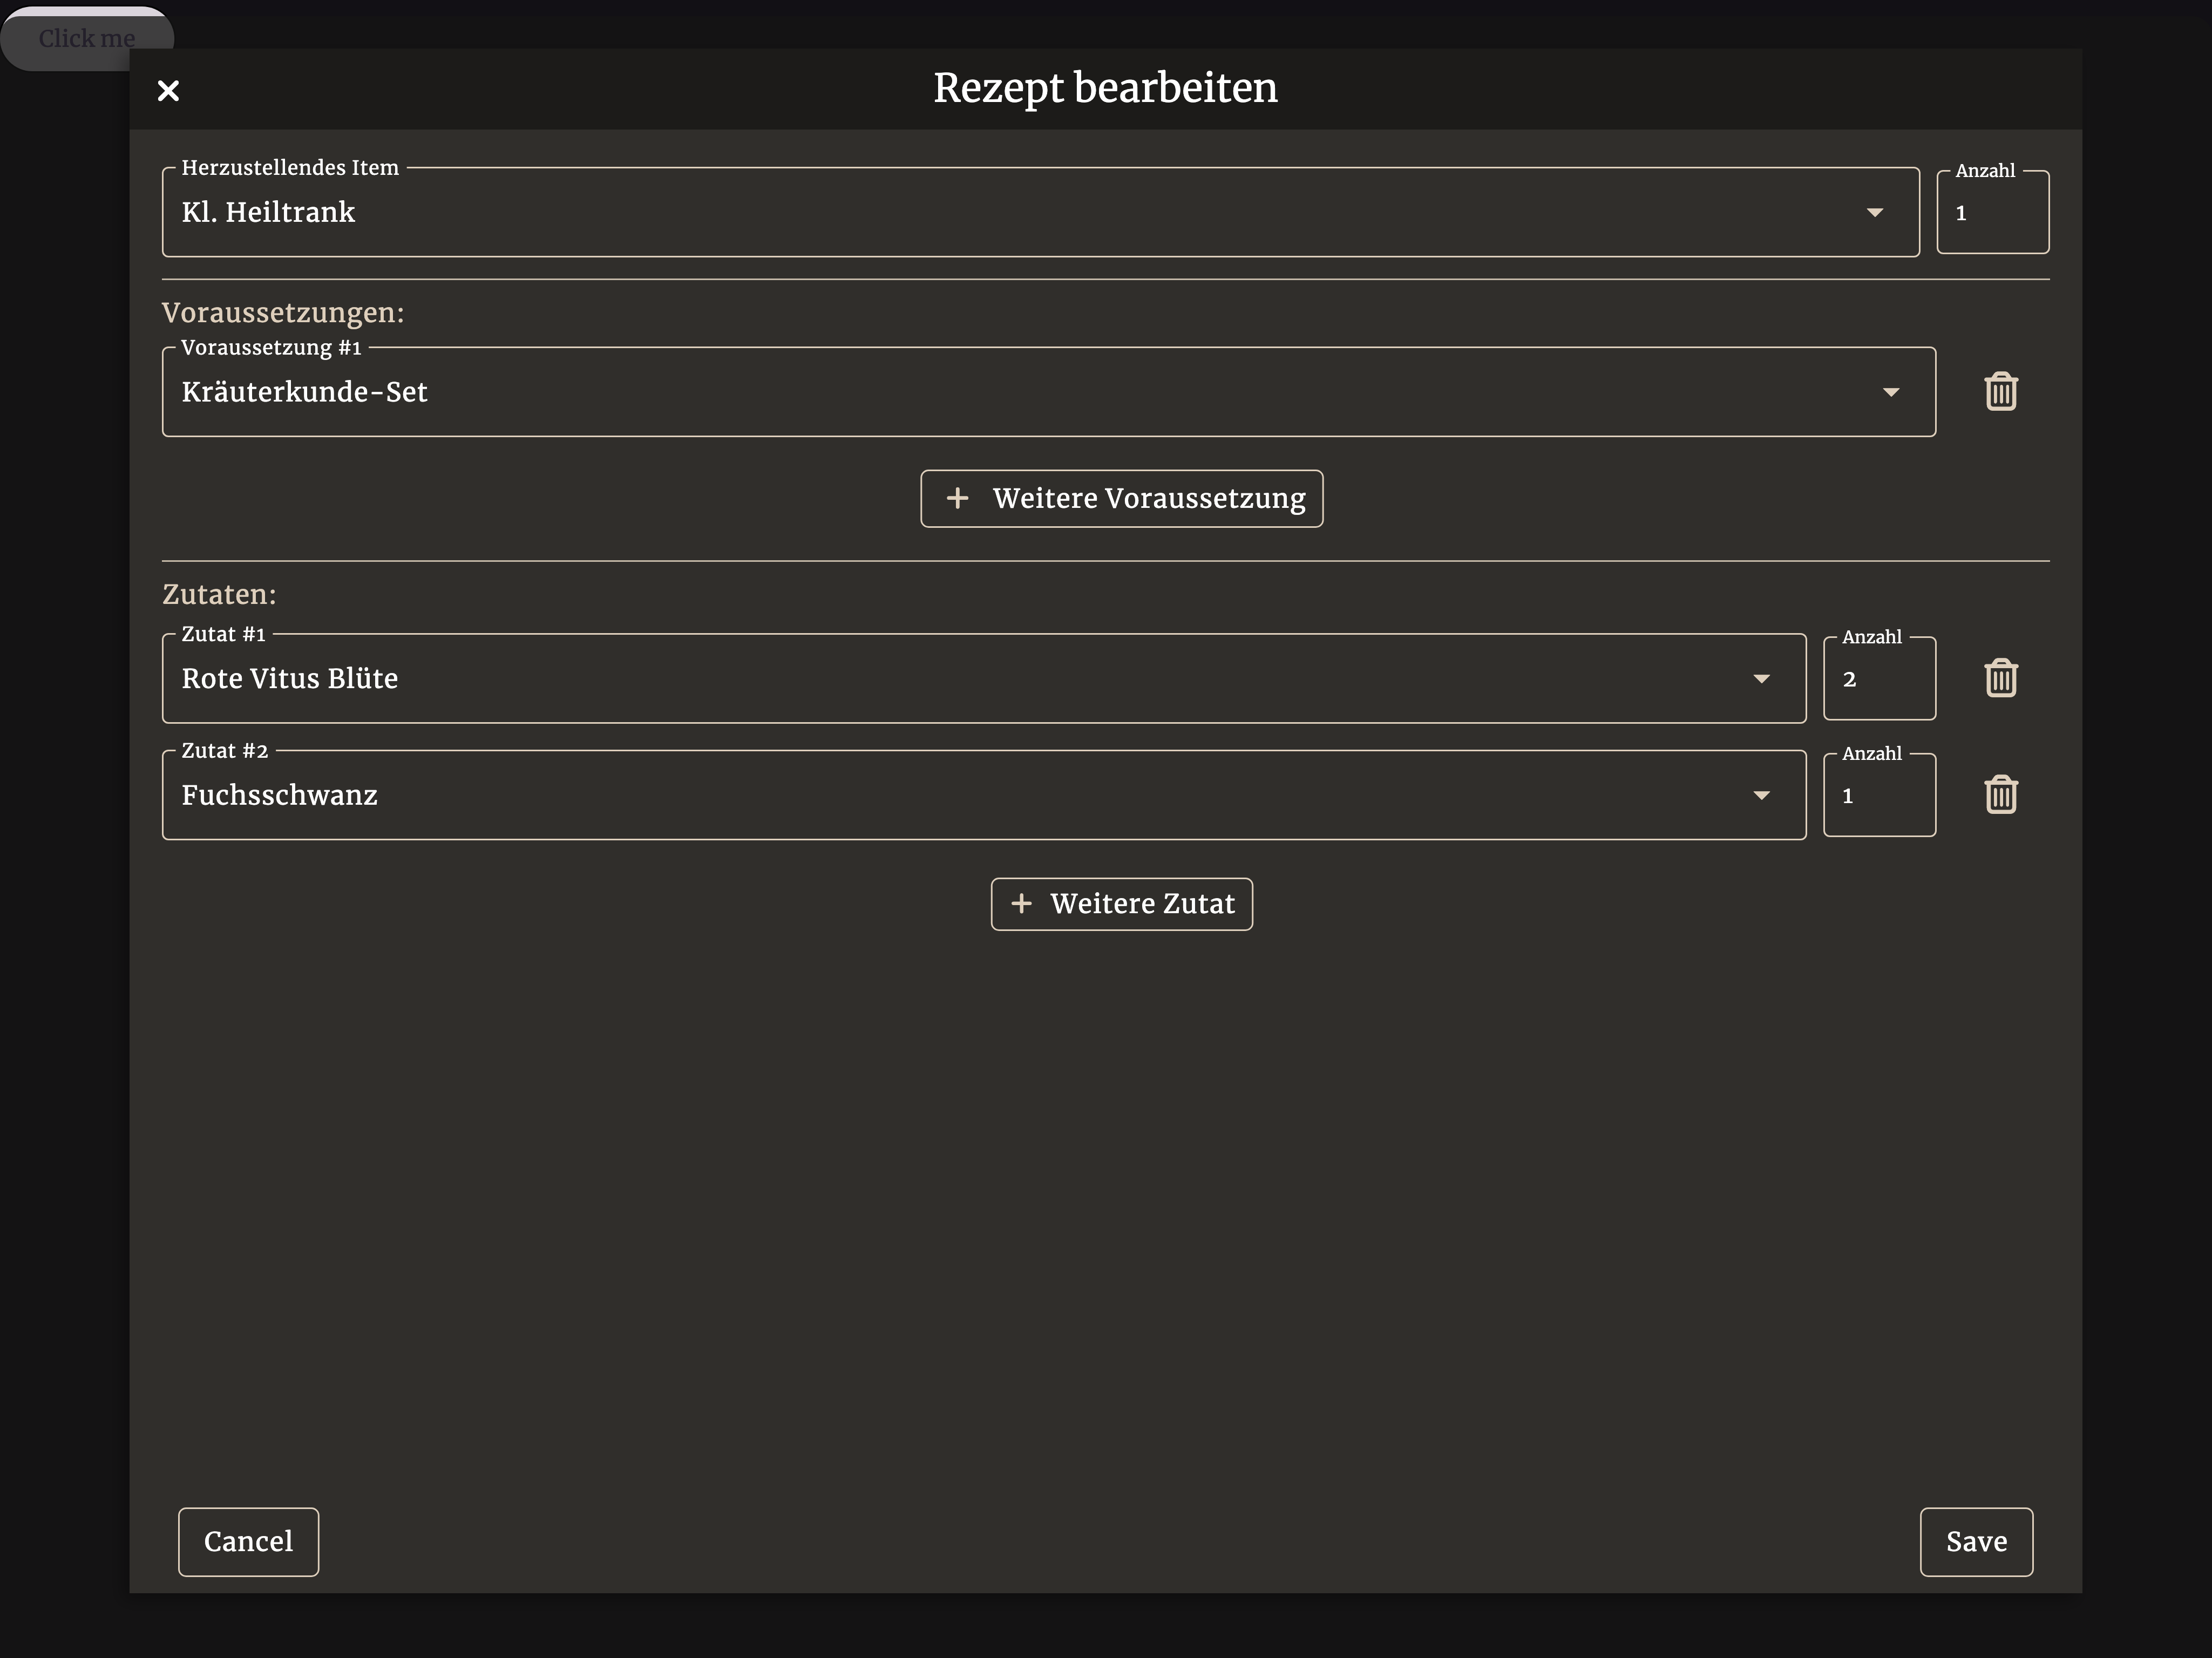 Click me
Rezept bearbeiten
Herzustellendes Item
Anzahl
Kl. Heiltrank
1
Voraussetzungen:
Voraussetzung #1
Kräuterkunde-Set
+ Weitere Voraussetzung
Zutaten:
Zutat #1
Anzahl
Rote Vitus Blüte
2
Zutat #2
Anzahl
Fuchsschwanz
1
+ Weitere Zutat
Cancel
Save